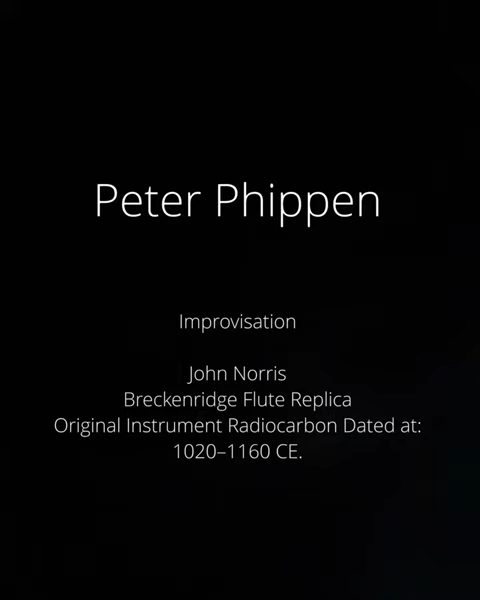 Peter Phippen
Improvisation
John Norris
Breckenridge Flute Replica
Original Instrument Radiocarbon Dated at:
1020–1160 CE.